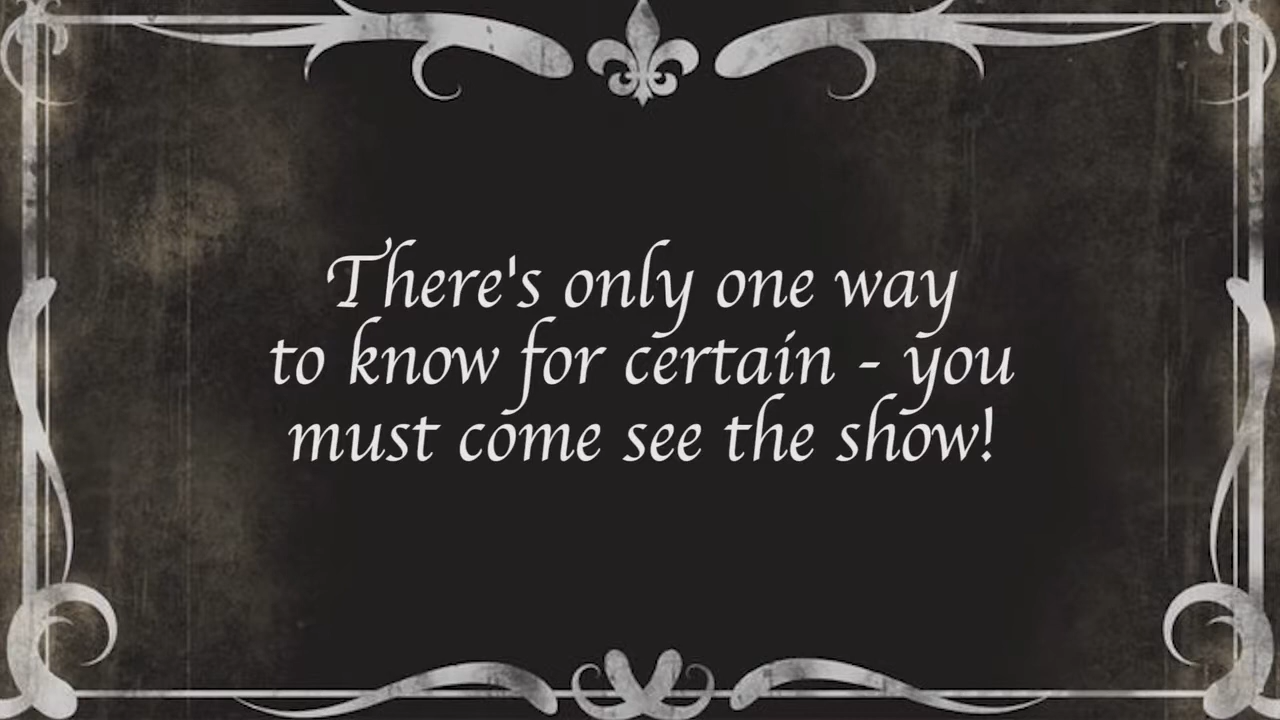 There's only one way
to know for certain - you
must come see the show!